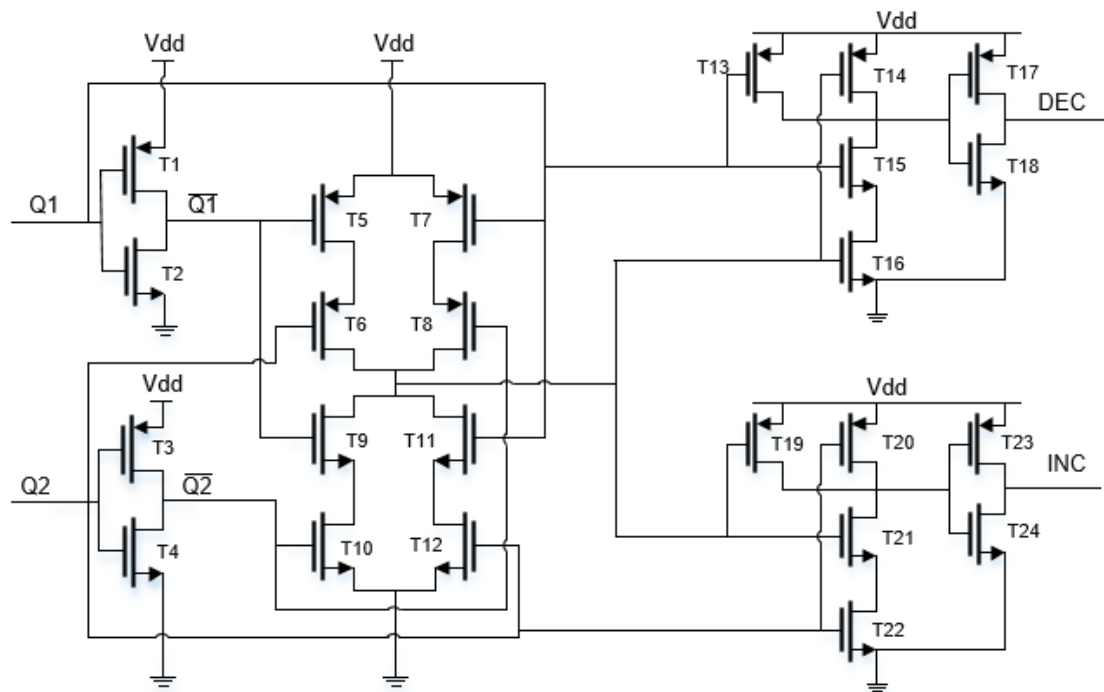 Vdd
Vdd
Vdd
T13
T14
T17
DEC
T1
T15
T18
Q1
Q1
T5
T7
T2
T16
T6
T8
Vdd
Vdd
T3
T9
T11
T19
T20
T23
INC
Q2
Q2
T4
T10
T12
T21
T24
T22